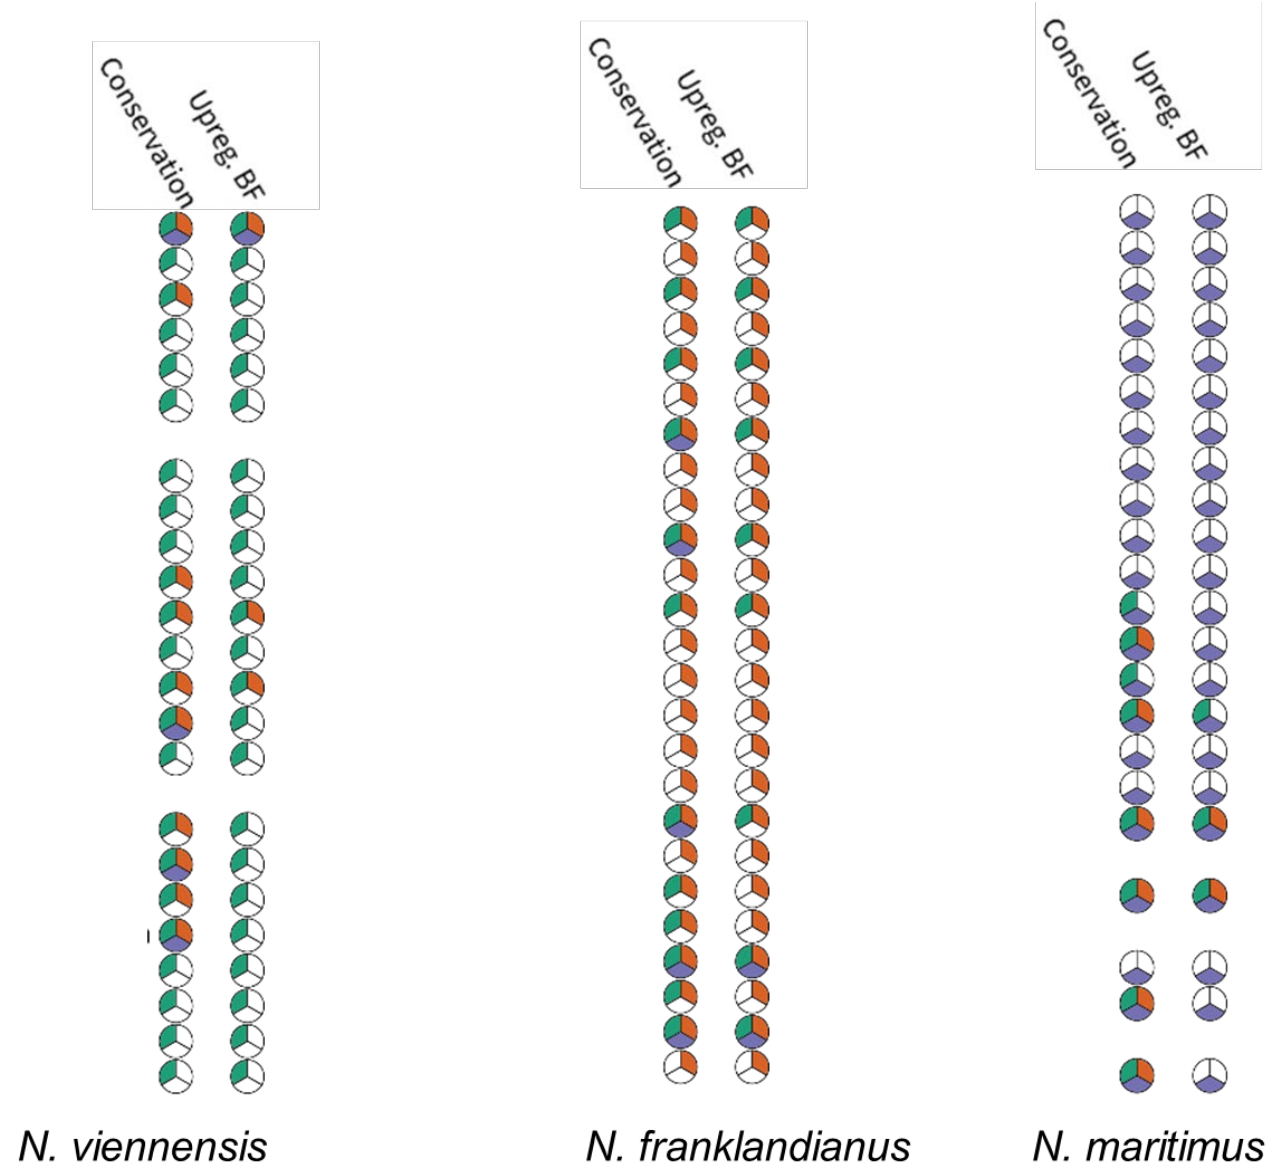 Conservation
Upreg. BF
Conservation
Upreg. BF
Conservation
Upreg. BF
N. viennensis
N. franklandianus
N. maritimus